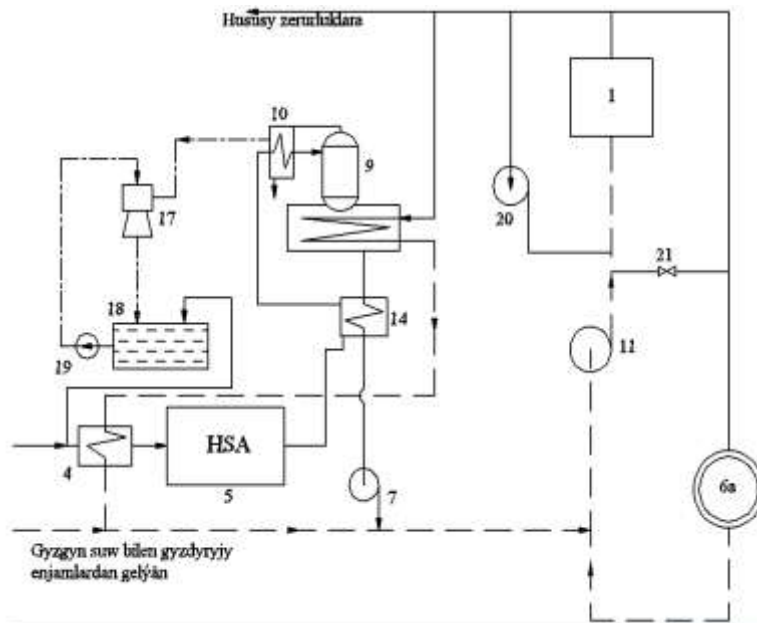 Hususy zerurluklara
10
1
9
17
20
21
18
14
19
11
HSA
4
5
7
6a
Gyzgyn suw bilen gyzdyryjy
enjamlardan gelýän